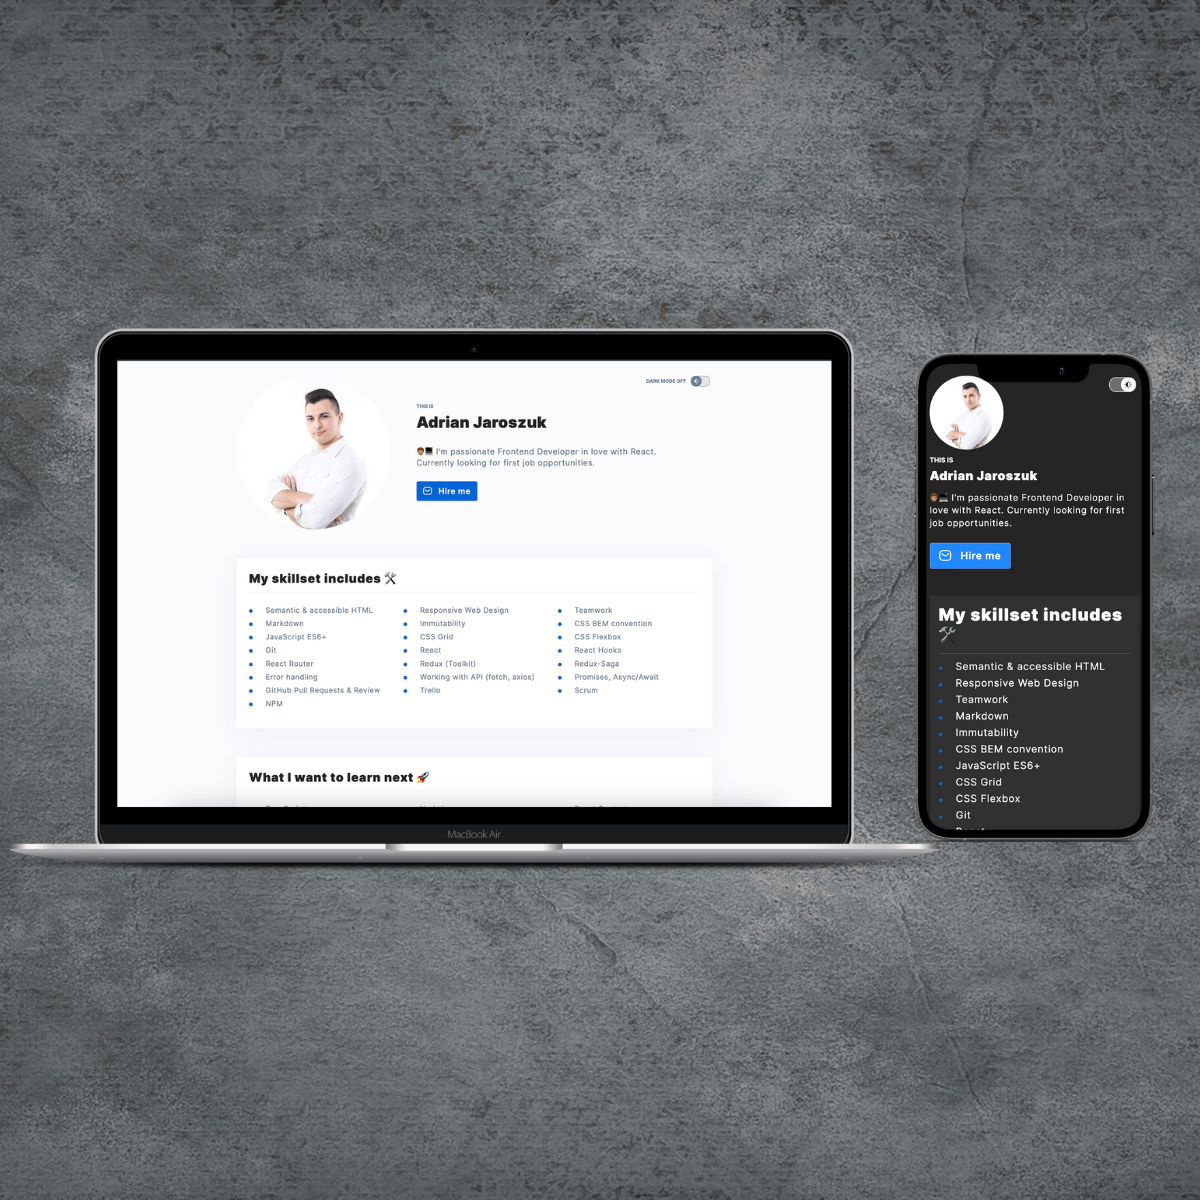 DARK MODE OFF
THIS IS
Adrian Jaroszuk
I'm passionate Frontend Developer in love with React.
Currently looking for first job opportunities.
Hire me
My skillset includes
Semantic & accessible HTML
Responsive Web Design
Teamwork
Markdown
Immutability
CSS BEM convention
JavaScript ES6+
CSS Grid
CSS Flexbox
Git
React
React Hooks
React Router
Redux (Toolkit)
Redux-Saga
Error handling
Working with API (fetch, axios)
Promises, Async/Await
GitHub Pull Requests & Review
Trello
Scrum
NPM
What I want to learn next
MacBook Air
THIS IS
Adrian Jaroszuk
I'm passionate Frontend Developer in
love with React. Currently looking for first
job opportunities.
Hire me
My skillset includes
Semantic & accessible HTML
Responsive Web Design
Teamwork
Markdown
Immutability
CSS BEM convention
JavaScript ES6+
CSS Grid
CSS Flexbox
Git